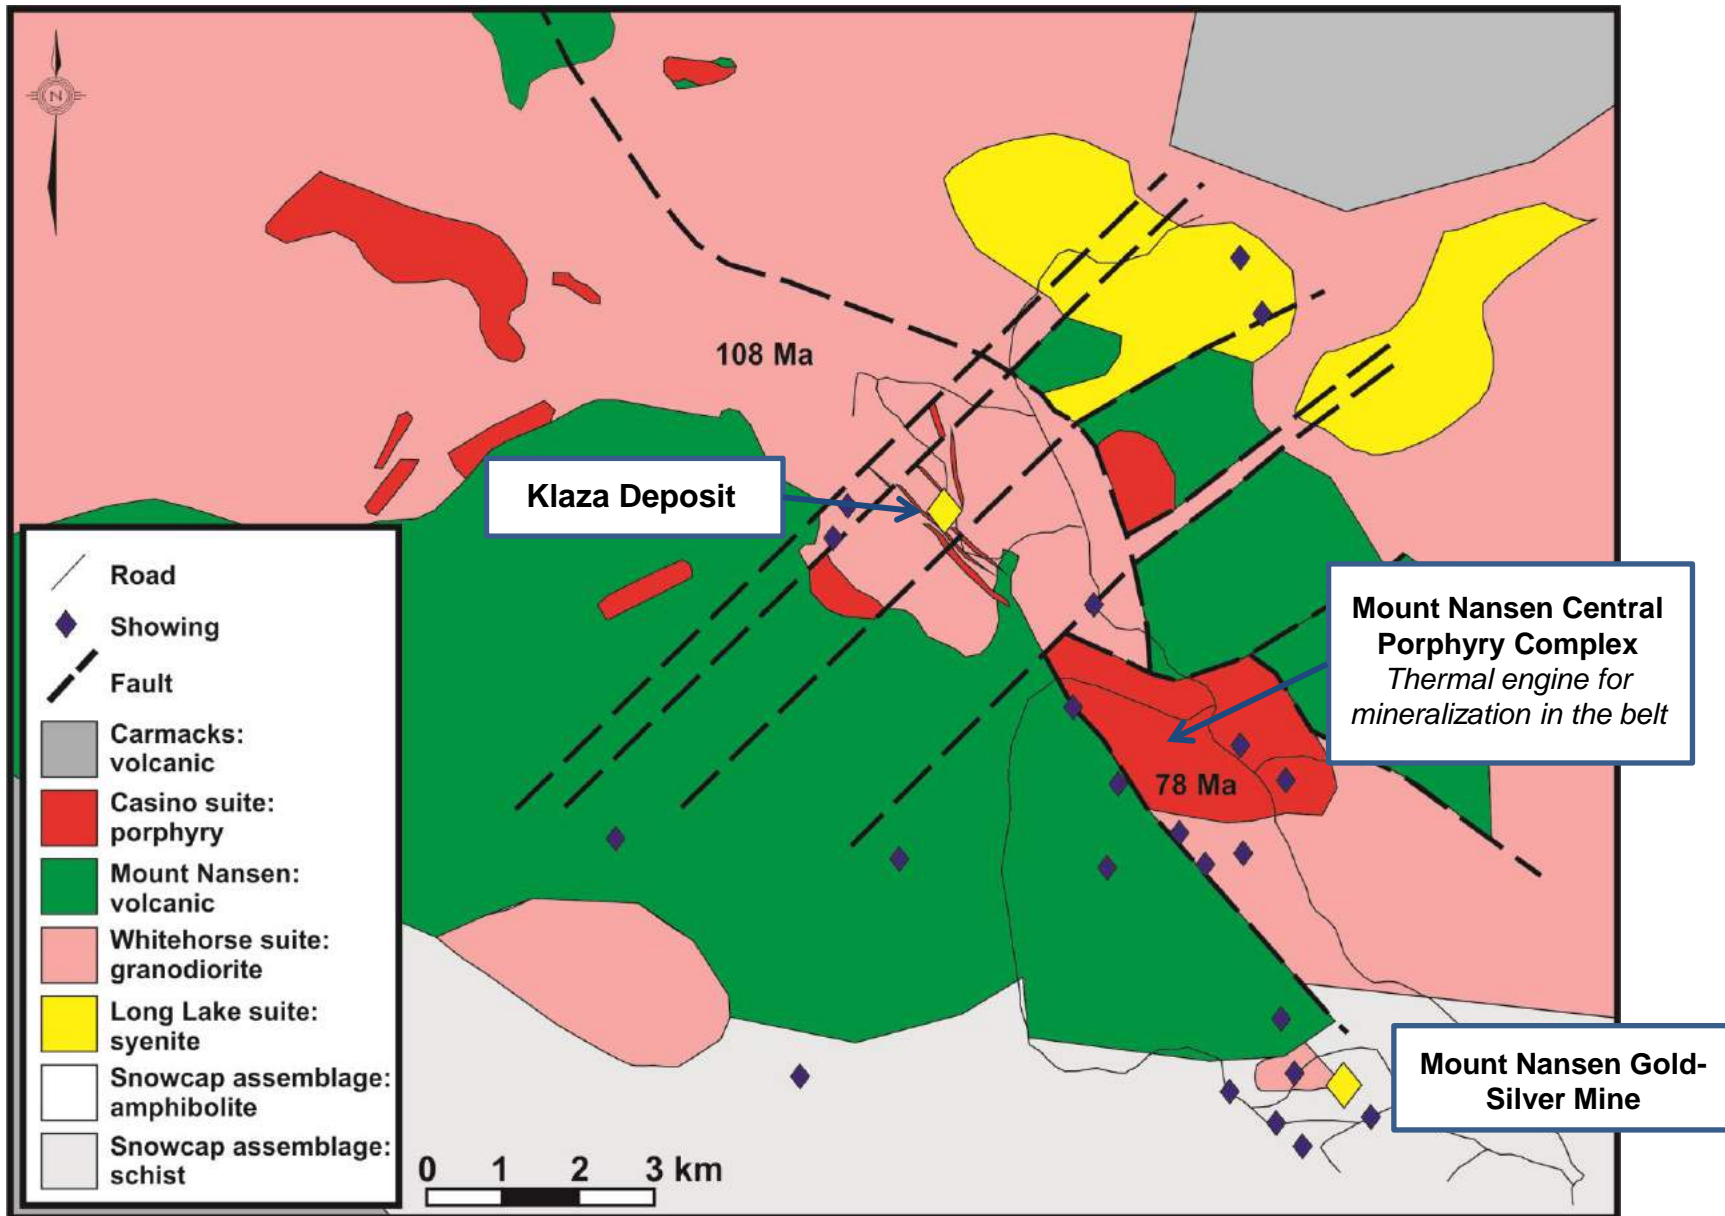 N
108 Ma
Klaza Deposit
Mount Nansen Central
Porphyry Complex
Thermal engine for
mineralization in the belt
78 Ma
Mount Nansen Gold-
Silver Mine
Road
Showing
Fault
Carmacks:
volcanic
Casino suite:
porphyry
Mount Nansen:
volcanic
Whitehorse suite:
granodiorite
Long Lake suite:
syenite
Snowcap assemblage:
amphibolite
Snowcap assemblage:
schist
0 1 2 3 km